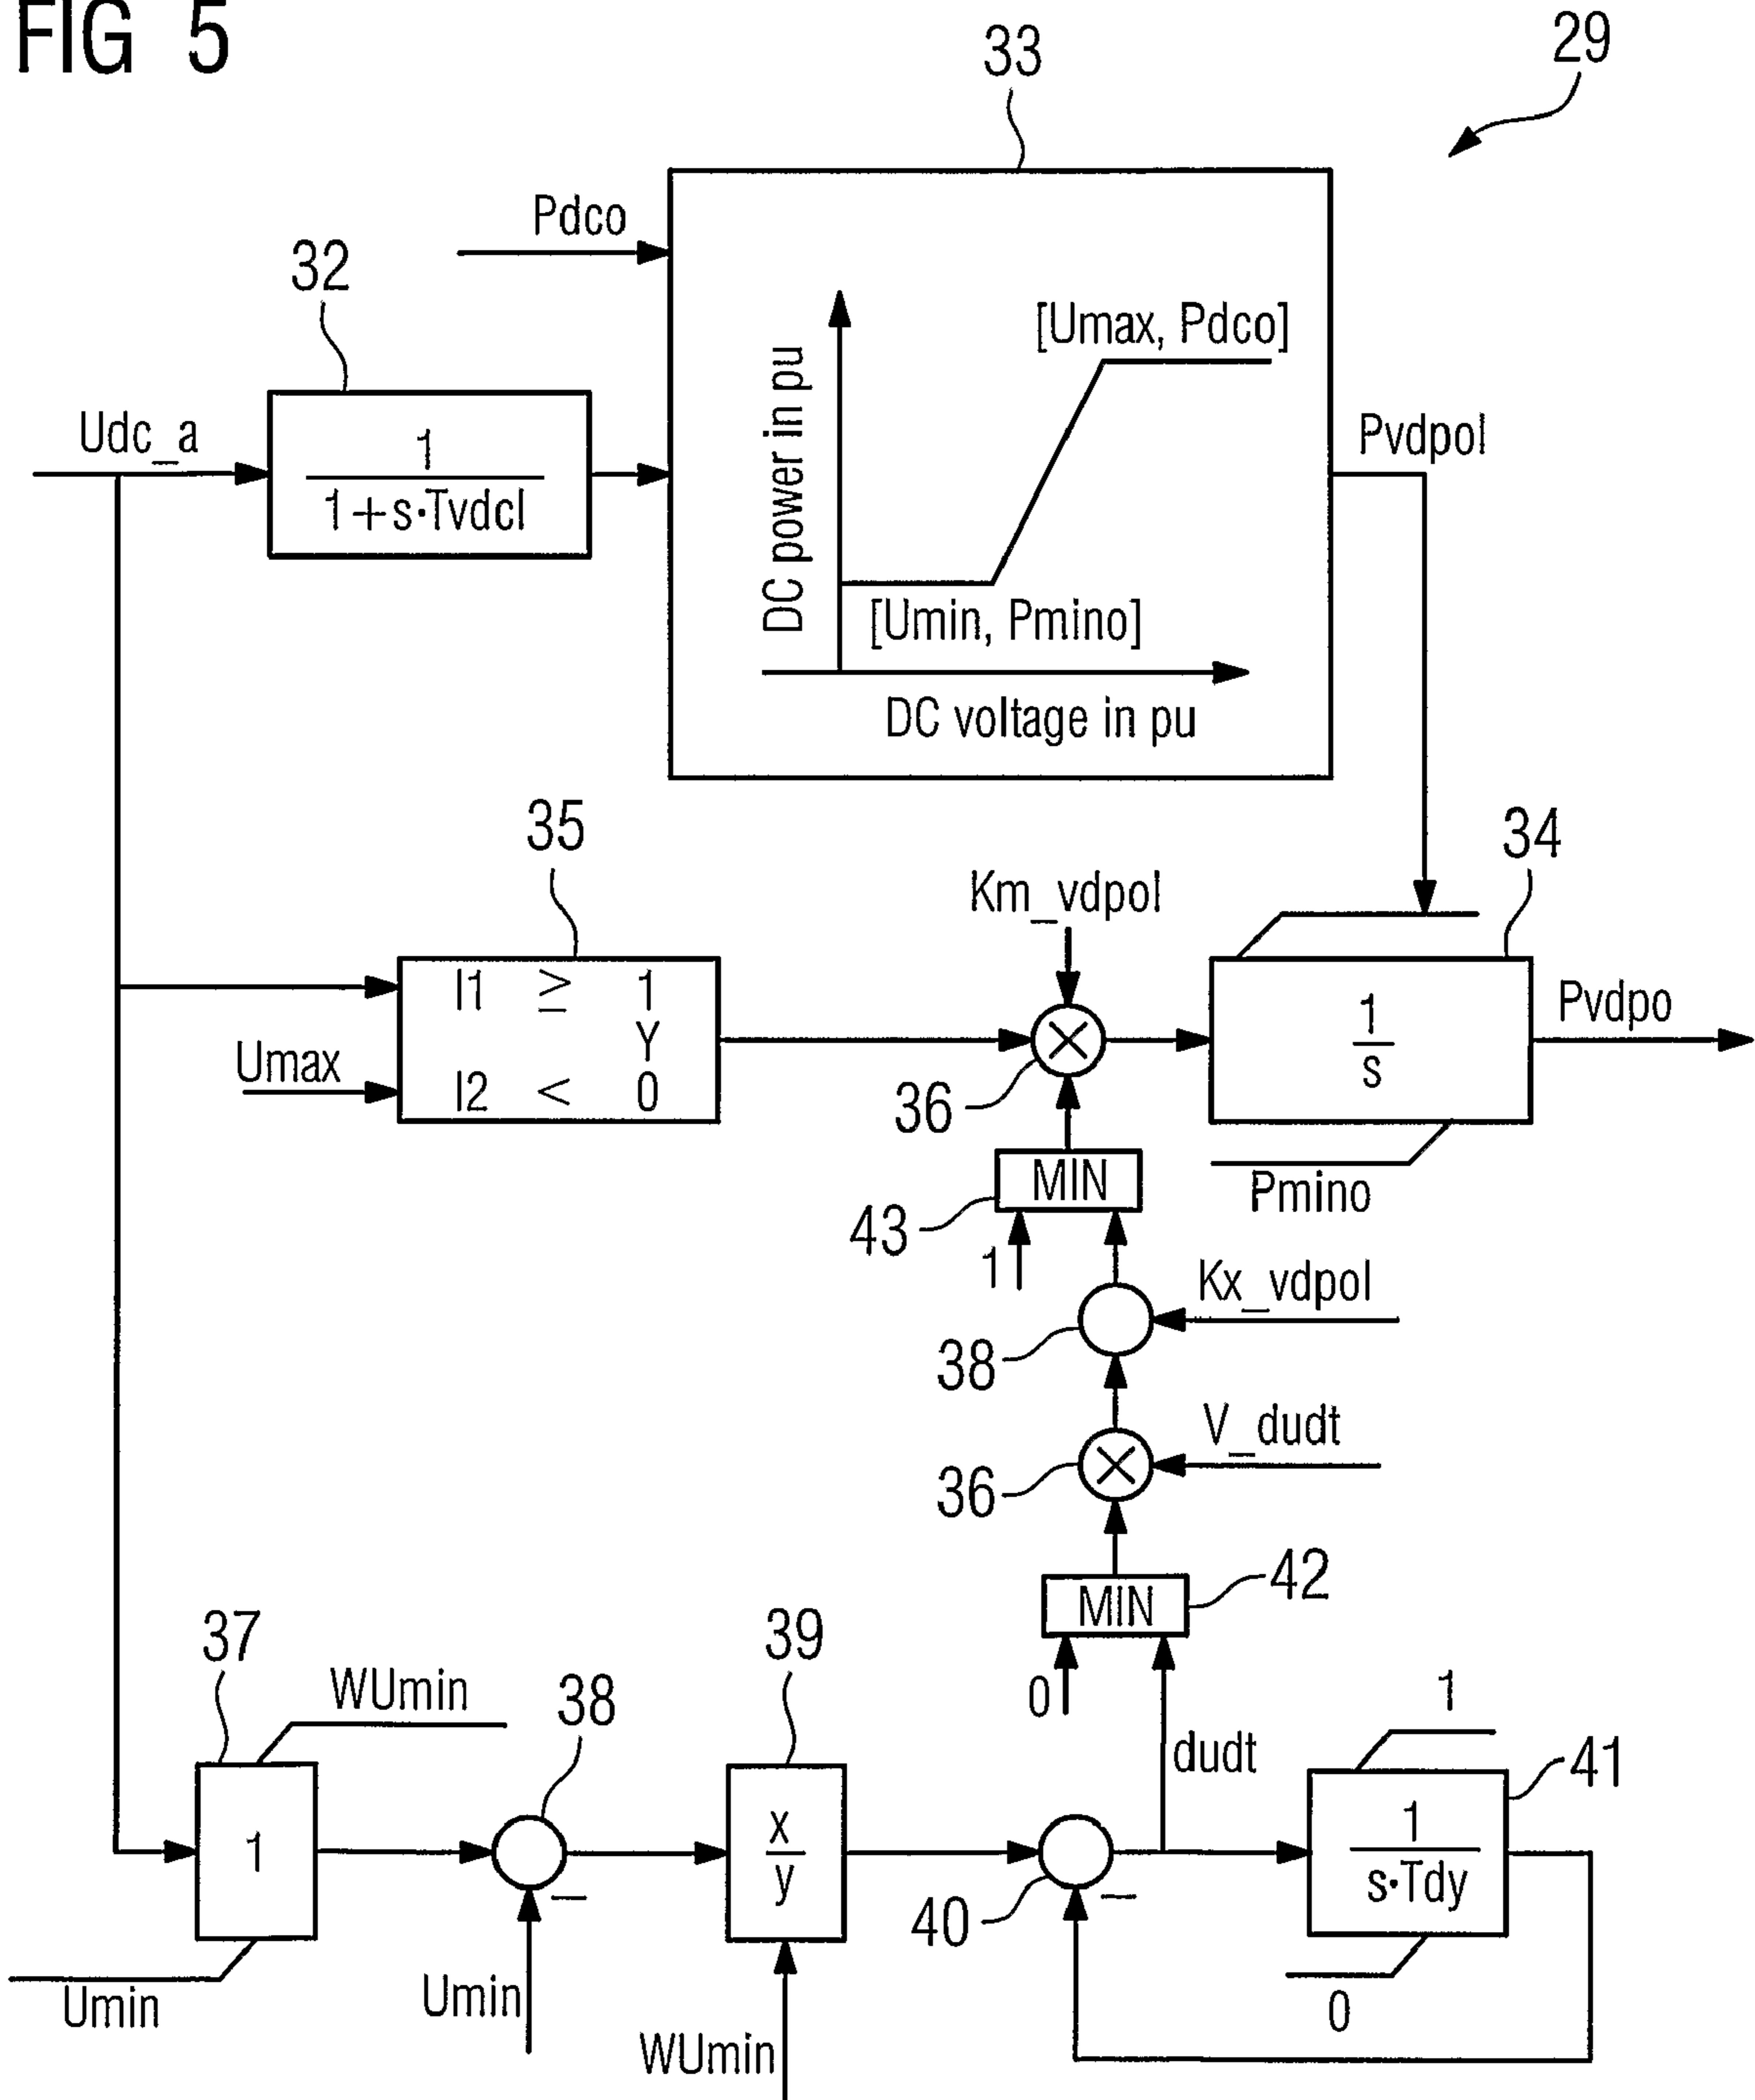 FIG 5
29
33
Pdco
32
[Umax, Pdco]
DC power in pu
Udc_a
1
1+s·Tvdcl
Pvdpol
[Umin, Pmino]
DC voltage in pu
35
34
Km_vdpol
I1 ≥ 1
Y
I2 < 0
Umax
1
s
Pvdpo
36
MIN
Pmino
43
1
Kx_vdpol
38
V_dudt
36
MIN
42
0
37
WUmin
38
39
dudt
1
41
1
x
y
1
s·Tdy
–
40
–
Umin
Umin
WUmin
0